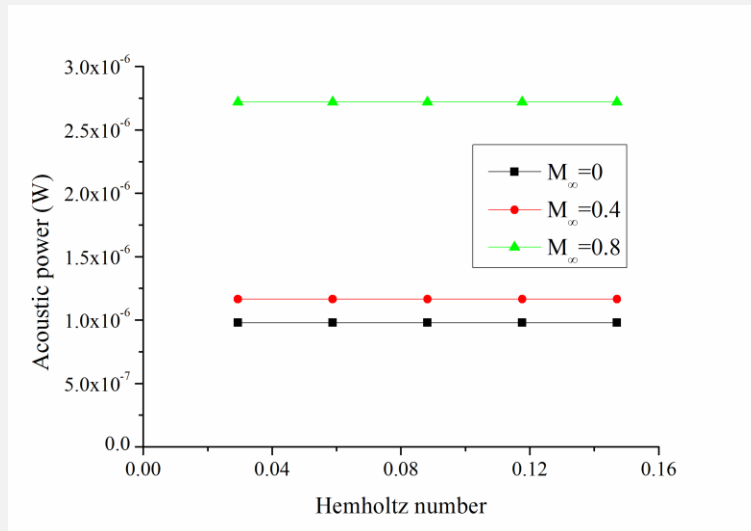 3.0x10⁻⁶
2.5x10⁻⁶
2.0x10⁻⁶
1.5x10⁻⁶
1.0x10⁻⁶
5.0x10⁻⁷
0.0
Acoustic power (W)
M∞=0
M∞=0.4
M∞=0.8
0.00 0.04 0.08 0.12 0.16
Hemholtz number